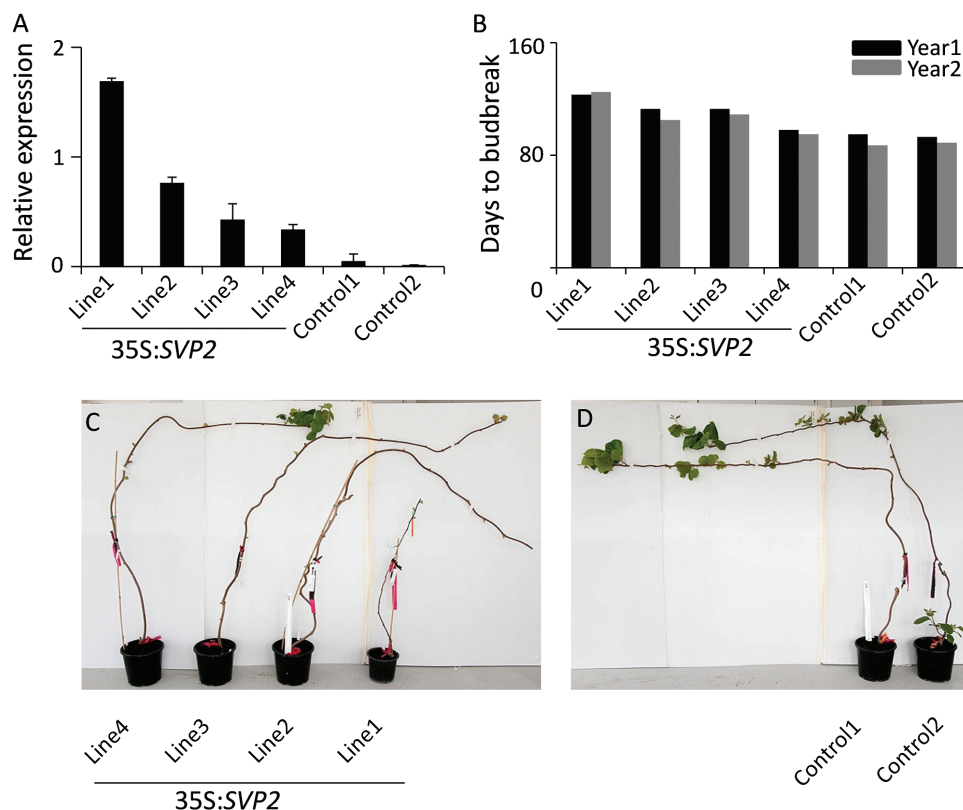 A
Relative expression
2
1
0
Line1
Line2
Line3
Line4
Control1
Control2
35S:SVP2
B
Days to budbreak
160
80
0
Year1
Year2
Line1
Line2
Line3
Line4
Control1
Control2
35S:SVP2
C
D
Line4
Line3
Line2
Line1
35S:SVP2
Control1
Control2